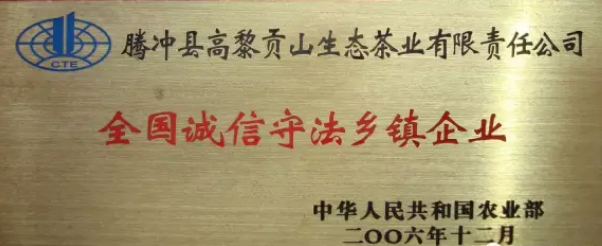 CTE
腾冲县高黎贡山生态茶业有限责任公司
全国诚信守法乡镇企业
中华人民共和国农业部
二〇〇六年十二月